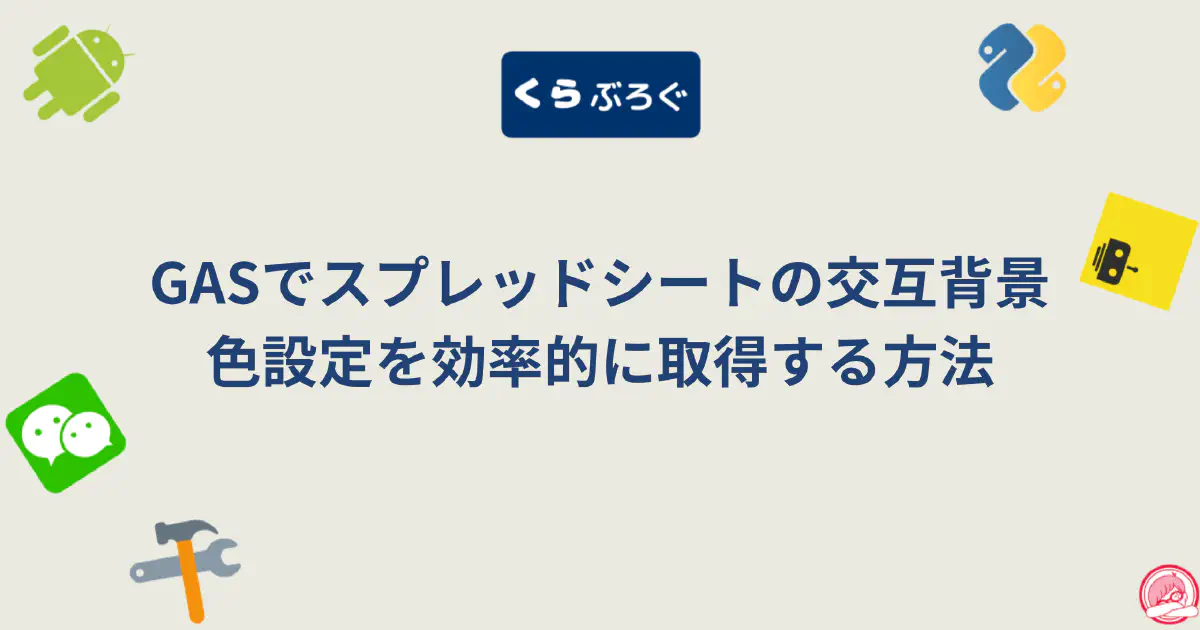 くらぶろぐ
GASでスプレッドシートの交互背景
色設定を効率的に取得する方法